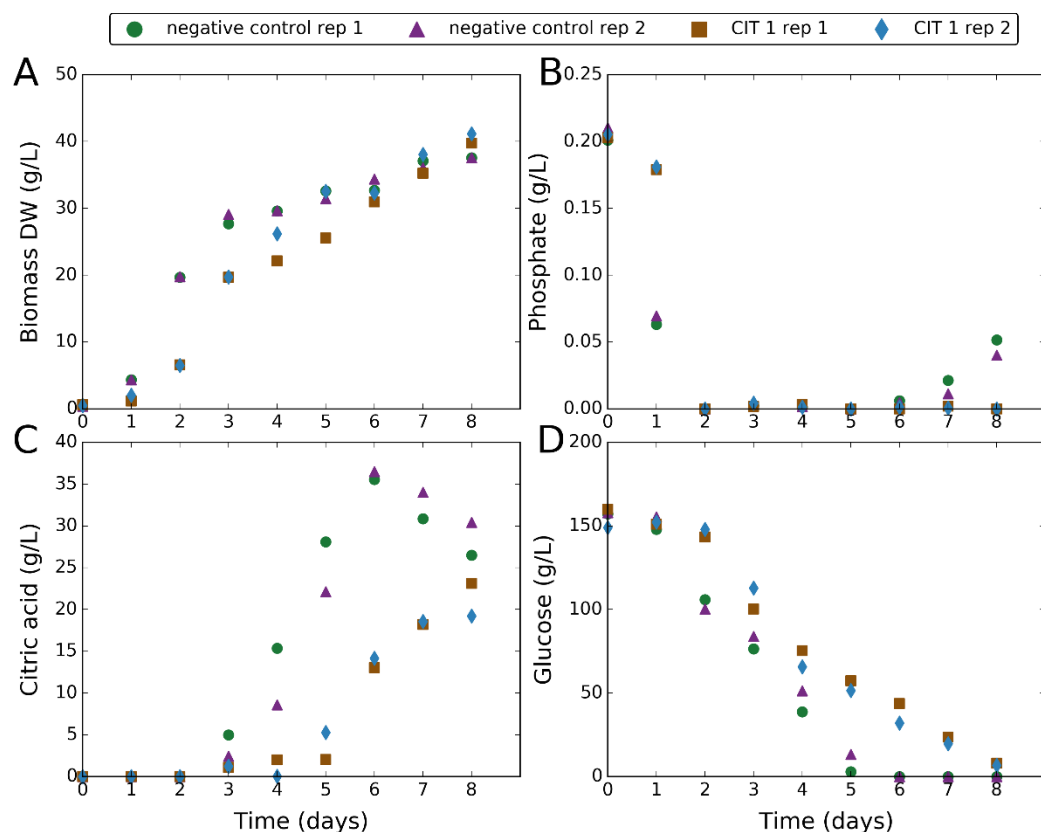 negative control rep 1 negative control rep 2 CIT 1 rep 1 CIT 1 rep 2
A
Biomass DW (g/L)
50
40
30
20
10
0
0 1 2 3 4 5 6 7 8
B
Phosphate (g/L)
0.25
0.20
0.15
0.10
0.05
0.00
0 1 2 3 4 5 6 7 8
C
Citric acid (g/L)
40
35
30
25
20
15
10
5
0
0 1 2 3 4 5 6 7 8
Time (days)
D
Glucose (g/L)
200
150
100
50
0
0 1 2 3 4 5 6 7 8
Time (days)